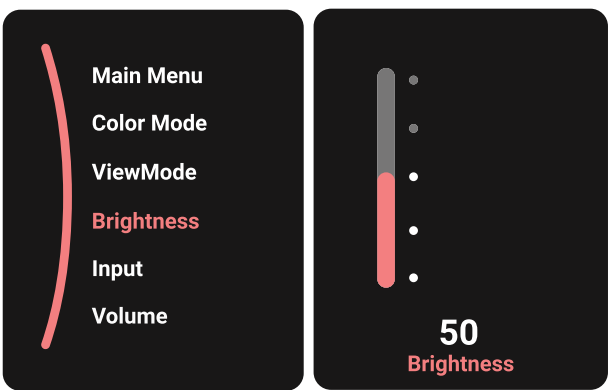 Main Menu
Color Mode
ViewMode
Brightness
Input
Volume
50
Brightness